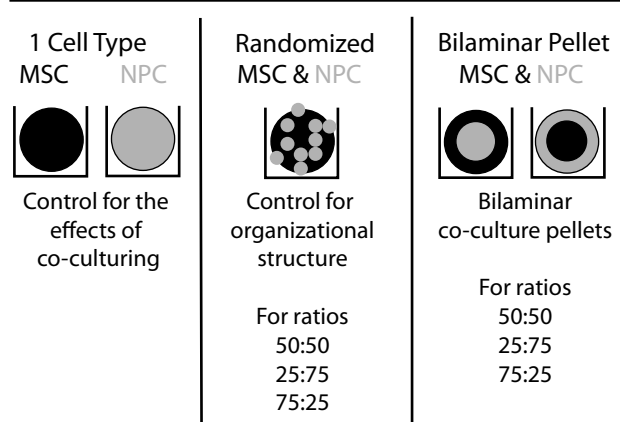 1 Cell Type
MSC NPC
Control for the
effects of
co-culturing
Randomized
MSC & NPC
Control for
organizational
structure
For ratios
50:50
25:75
75:25
Bilaminar Pellet
MSC & NPC
Bilaminar
co-culture pellets
For ratios
50:50
25:75
75:25